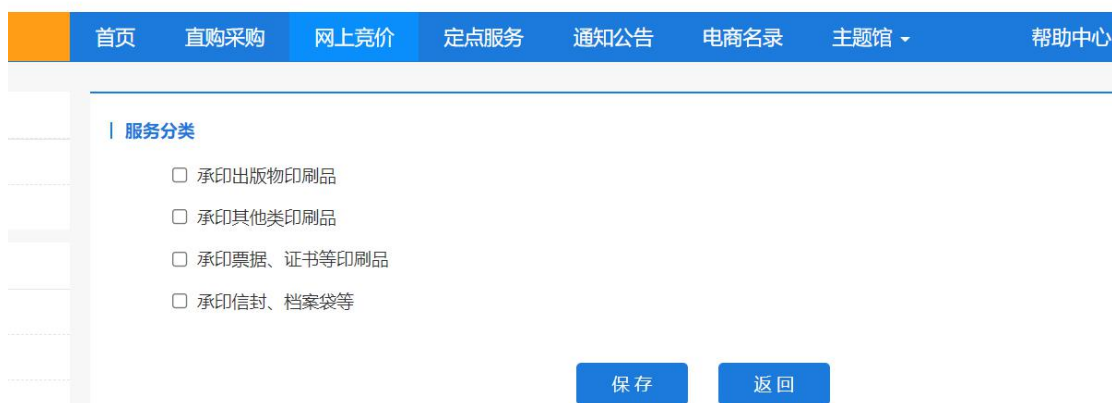 首页 直购采购 网上竞价 定点服务 通知公告 电商名录 主题馆 帮助中心
服务分类
承印出版物印刷品
承印其他类印刷品
承印票据、证书等印刷品
承印信封、档案袋等
保存 返回